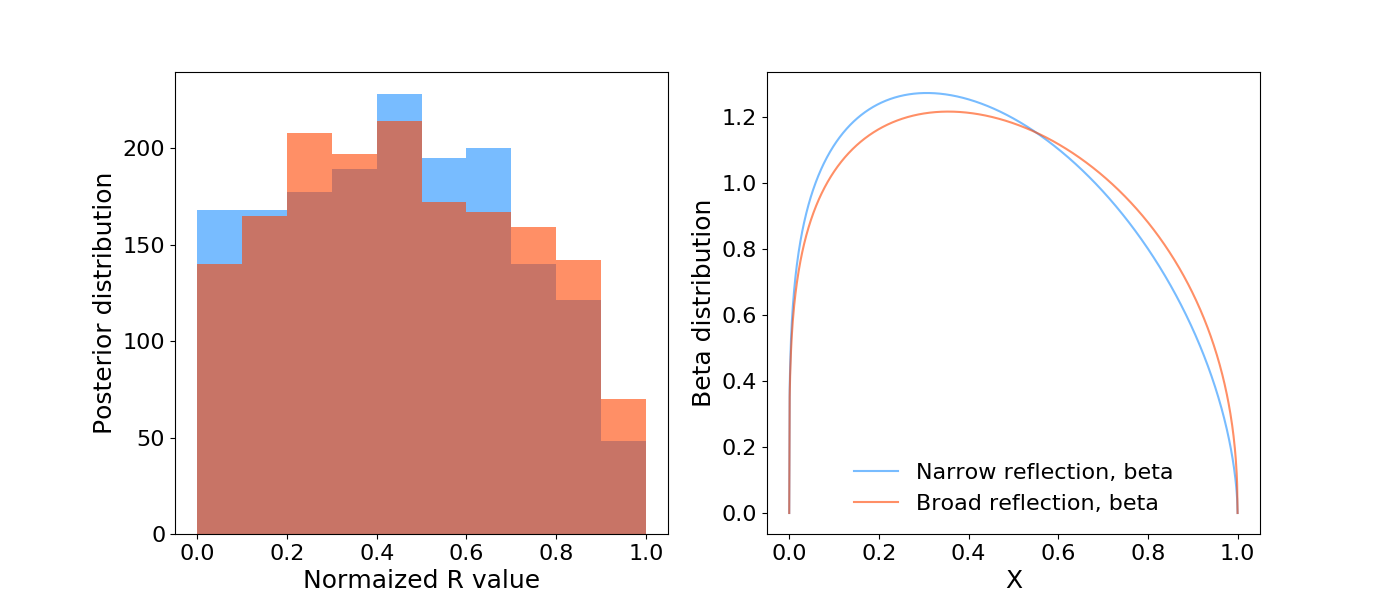 Posterior distribution
200
150
100
50
0
0.0 0.2 0.4 0.6 0.8 1.0
Normaized R value
Beta distribution
1.2
1.0
0.8
0.6
0.4
0.2
0.0
Narrow reflection, beta
Broad reflection, beta
0.0 0.2 0.4 0.6 0.8 1.0
X